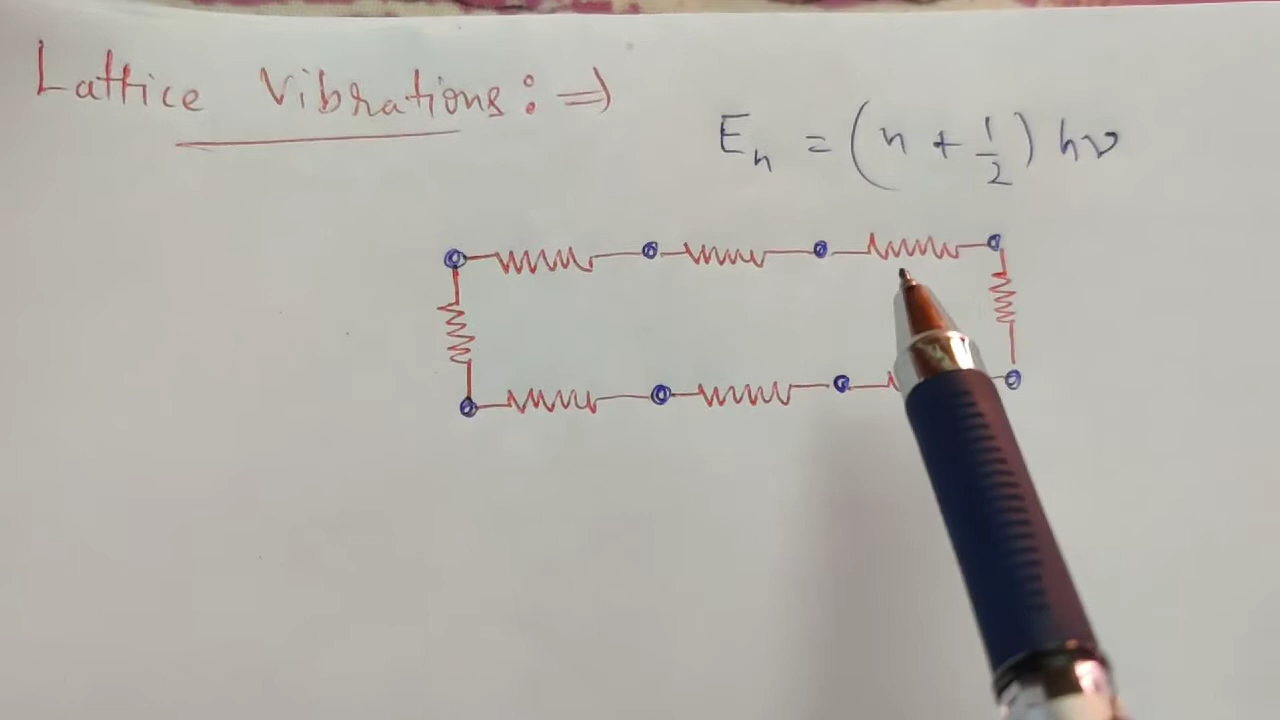 Lattice Vibrations : ⇒
Eₙ = (n + 1/2) hν